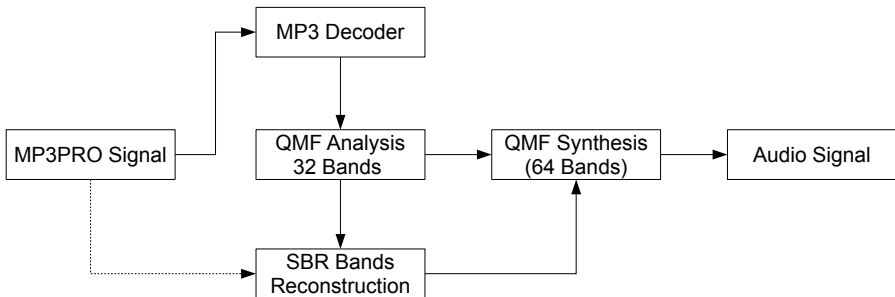 MP3 Decoder
MP3PRO Signal
QMF Analysis
32 Bands
QMF Synthesis
(64 Bands)
Audio Signal
SBR Bands
Reconstruction